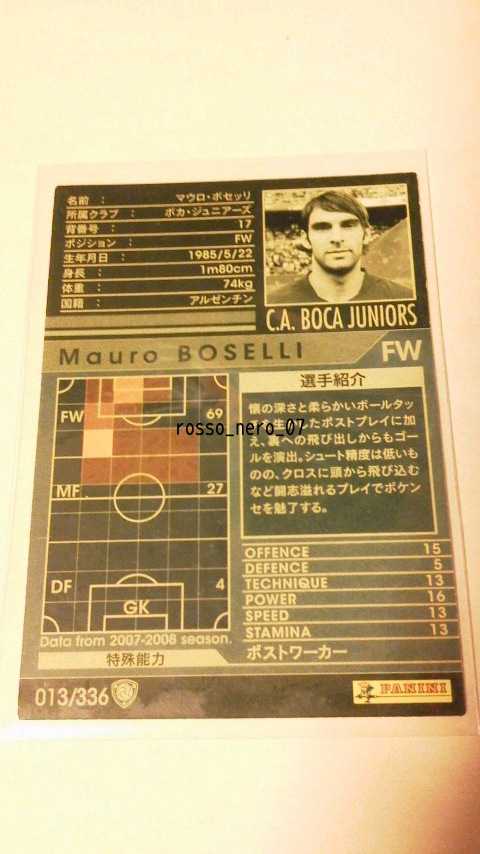 名前 : マウロ・ボセッリ
所属クラブ : ボカ・ジュニアーズ
背番号 : 17
ポジション : FW
生年月日 : 1985/5/22
身長 : 1m80cm
体重 : 74kg
国籍 : アルゼンチン
C.A. BOCA JUNIORS
Mauro BOSELLI
FW
FW 69
MF 27
DF 4
GK
Data from 2007-2008 season.
選手紹介
懐の深さと柔らかいボールタッ
生 したポストプレイに加
え、裏への飛び出しからもゴー
ルを演出。シュート精度は低いも
のの、クロスに頭から飛び込む
など闘志溢れるプレイでボケン
セを魅了する。
rosso_nero_07
OFFENCE 15
DEFENCE 5
TECHNIQUE 13
POWER 16
SPEED 13
STAMINA 13
特殊能力
ポストワーカー
013/336
PANINI